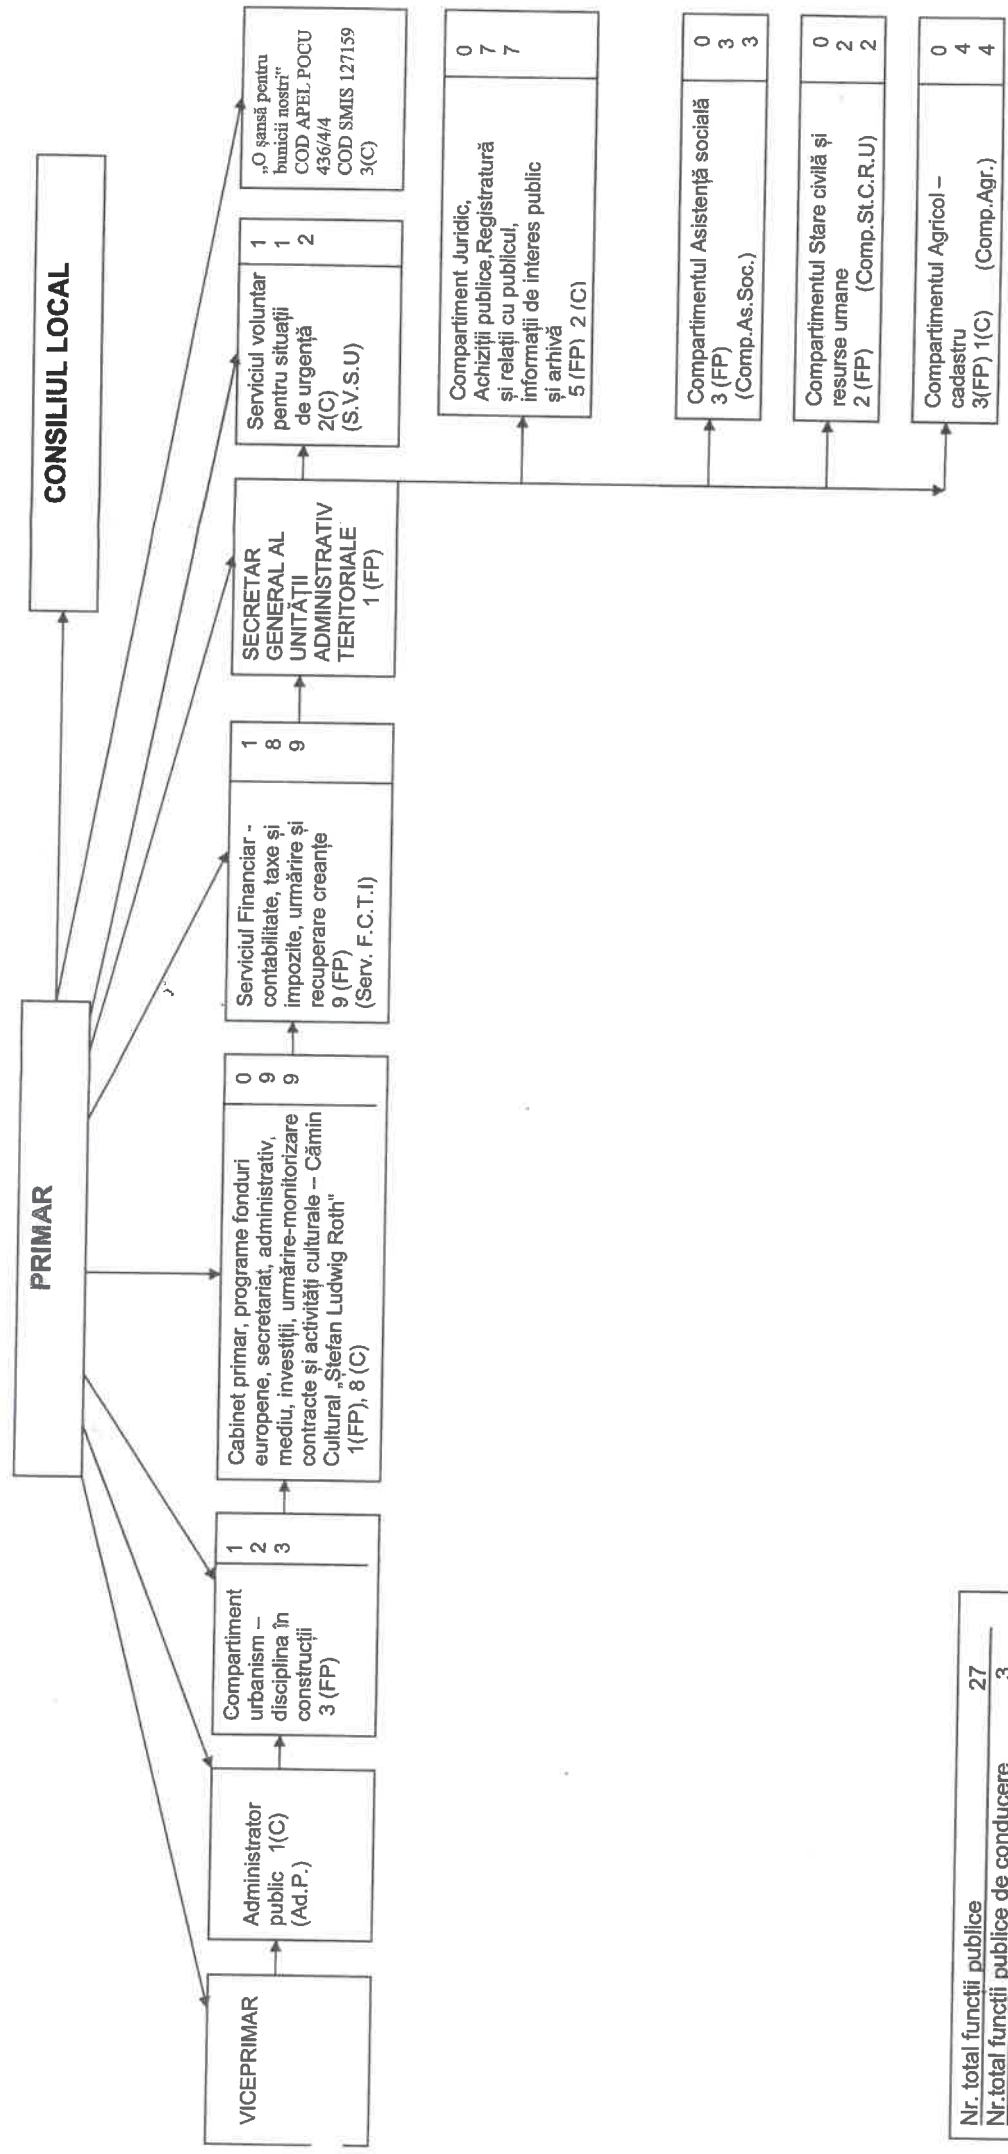 CONSILIUL LOCAL
PRIMAR
VICEPRIMAR
Administrator
public 1(C)
(Ad.P.)
Compartiment
urbanism –
disciplina în
construcții
3 (FP)
1
2
3
Cabinet primar, programe fonduri
europene, secretariat, administrativ,
mediu, investiții, urmărire-monitorizare
contracte și activități culturale – Cămin
Cultural „Ștefan Ludwig Roth"
1(FP), 8 (C)
0
9
9
Serviciul Financiar -
contabilitate, taxe și
impozite, urmărire și
recuperare creanțe
9 (FP)
(Serv. F.C.T.I)
1
8
9
SECRETAR
GENERAL AL
UNITĂȚII
ADMINISTRATIV
TERITORIALE
1 (FP)
Serviciul voluntar
pentru situații
de urgență
2(C)
(S.V.S.U)
1
1
2
„O șansă pentru
bunicii nostri"
COD APEL POCU
436/4/4
COD SMIS 127159
3(C)
Compartiment Juridic,
Achiziții publice,Registratură
și relații cu publicul,
informații de interes public
și arhivă
5 (FP) 2 (C)
0
7
7
Compartimentul Asistență socială
3 (FP)
(Comp.As.Soc.)
0
3
3
Compartimentul Stare civilă și
resurse umane
2 (FP) (Comp.St.C.R.U)
0
2
2
Compartimentul Agricol –
cadastru
3(FP) 1(C) (Comp.Agr.)
0
4
4
Nr. total funcții publice 27
Nr.total funcții publice de conducere 3